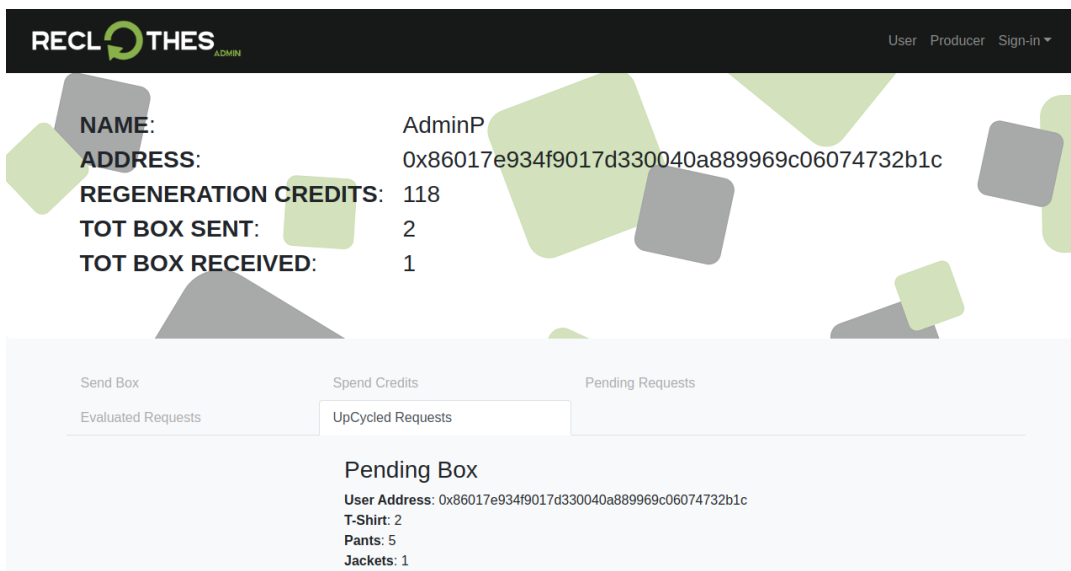 RECLOTHES ADMIN
User Producer Sign-in
NAME: AdminP
ADDRESS: 0x86017e934f9017d330040a889969c06074732b1c
REGENERATION CREDITS: 118
TOT BOX SENT: 2
TOT BOX RECEIVED: 1
Send Box Spend Credits Pending Requests
Evaluated Requests UpCycled Requests
Pending Box
User Address: 0x86017e934f9017d330040a889969c06074732b1c
T-Shirt: 2
Pants: 5
Jackets: 1